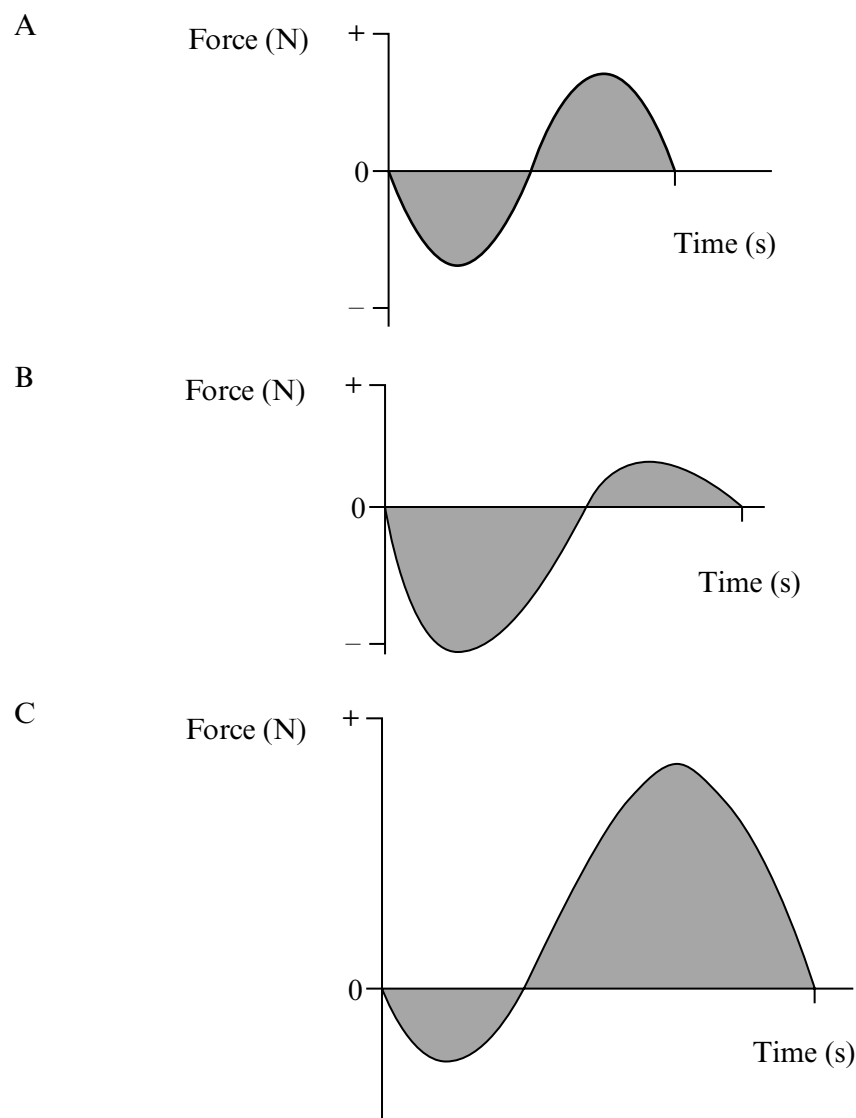 A
Force (N)
+
0
Time (s)
–
B
Force (N)
+
0
Time (s)
–
C
Force (N)
+
0
Time (s)